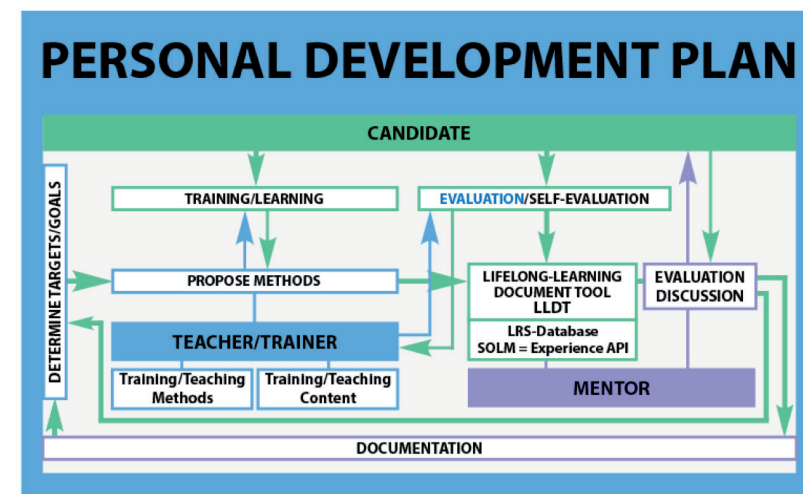 PERSONAL DEVELOPMENT PLAN
CANDIDATE
DETERMINE TARGETS/GOALS
TRAINING/LEARNING
EVALUATION/SELF-EVALUATION
PROPOSE METHODS
LIFELONG-LEARNING
DOCUMENT TOOL
LLDT
EVALUATION
DISCUSSION
LRS-Database
SOLM = Experience API
TEACHER/TRAINER
Training/Teaching
Methods
Training/Teaching
Content
MENTOR
DOCUMENTATION